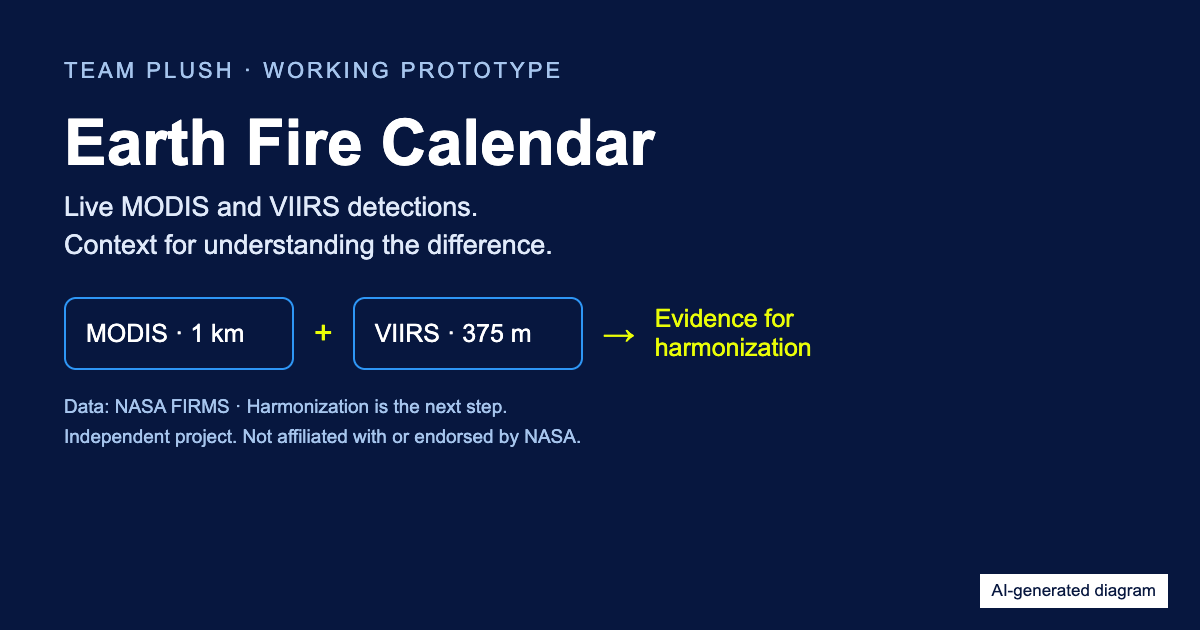 TEAM PLUSH · WORKING PROTOTYPE
Earth Fire Calendar
Live MODIS and VIIRS detections.
Context for understanding the difference.
MODIS · 1 km + VIIRS · 375 m → Evidence for
harmonization
Data: NASA FIRMS · Harmonization is the next step.
Independent project. Not affiliated with or endorsed by NASA.
AI-generated diagram